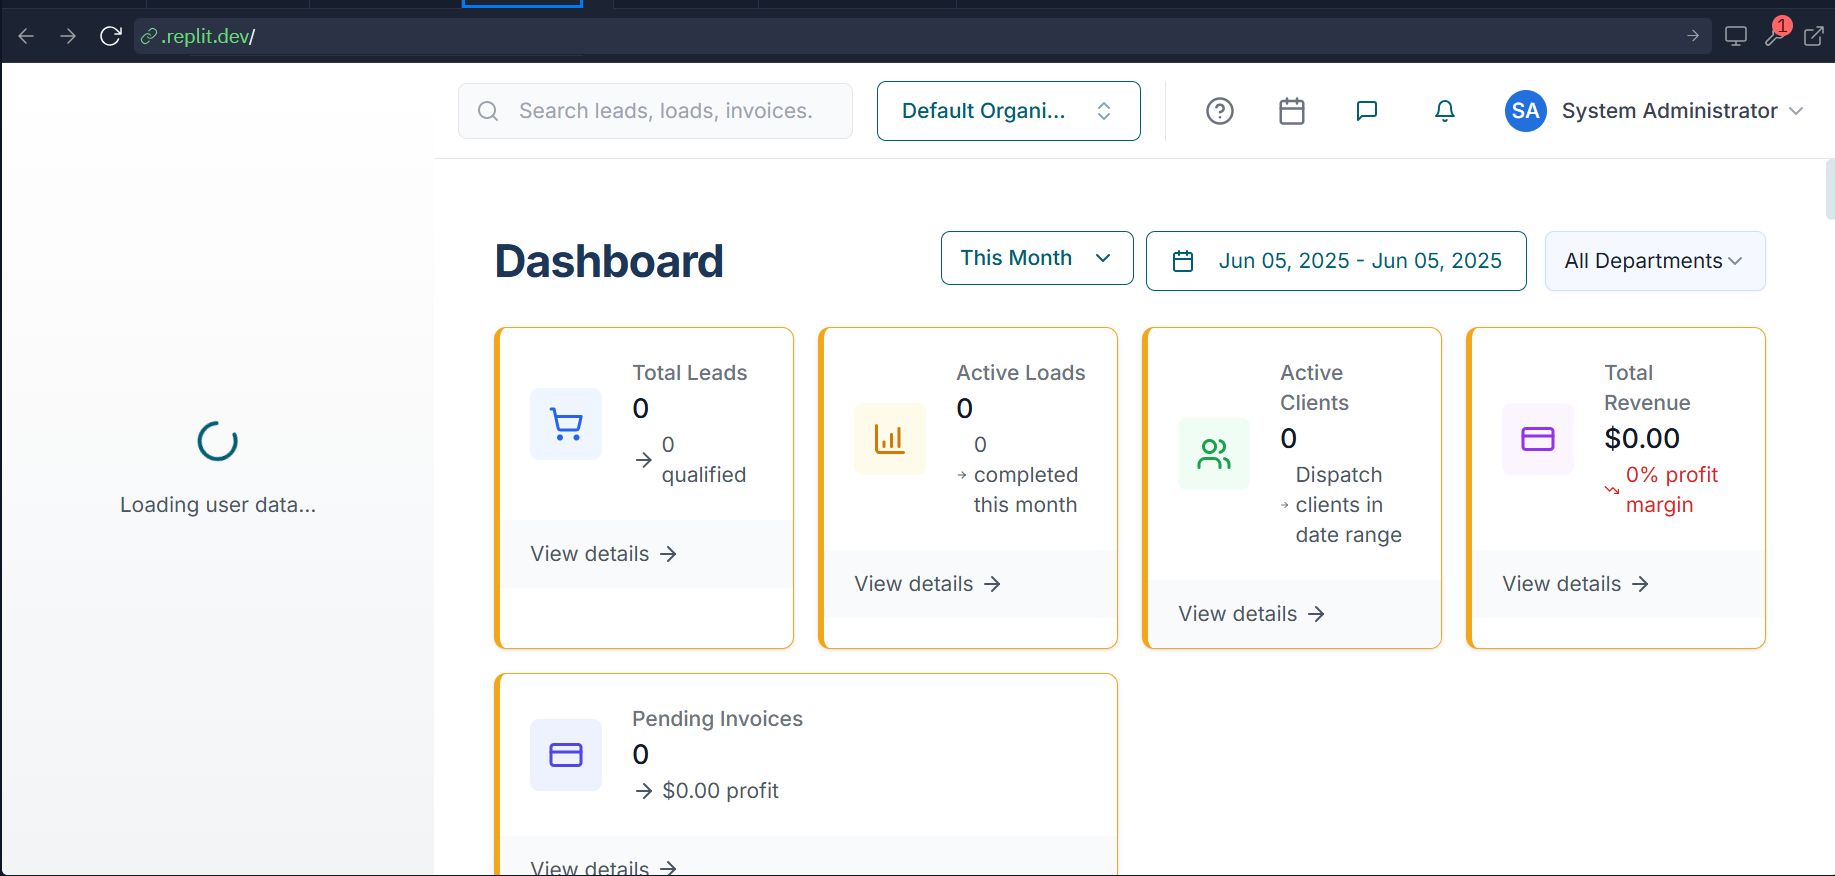 .replit.dev/
1
Search leads, loads, invoices.
Default Organi...
SA
System Administrator
Dashboard
This Month
Jun 05, 2025 - Jun 05, 2025
All Departments
Loading user data...
Total Leads
0
0
qualified
View details
Active Loads
0
0
completed
this month
View details
Active
Clients
0
Dispatch
clients in
date range
View details
Total
Revenue
$0.00
0% profit
margin
View details
Pending Invoices
0
$0.00 profit
View details